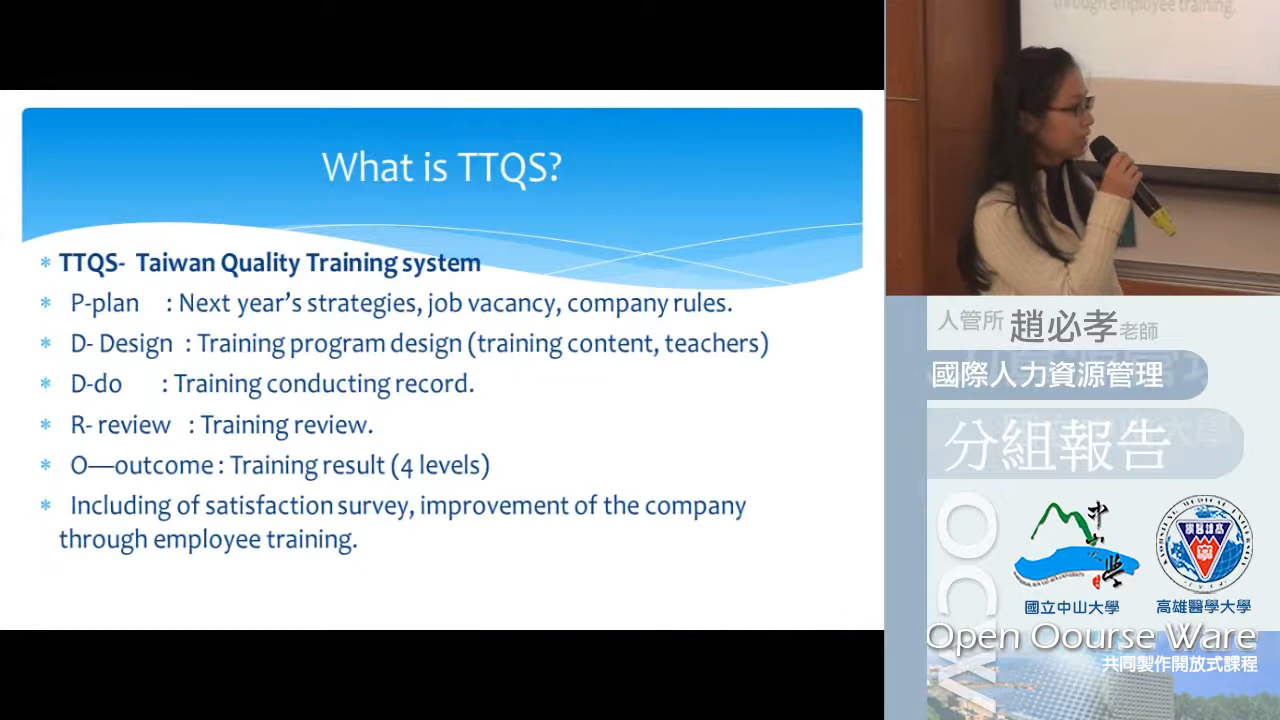 What is TTQS?
TTQS- Taiwan Quality Training system
P-plan : Next year's strategies, job vacancy, company rules.
D- Design : Training program design (training content, teachers)
D-do : Training conducting record.
R- review : Training review.
O—outcome : Training result (4 levels)
Including of satisfaction survey, improvement of the company
through employee training.
through employee training.
人管所 趙必孝老師
國際人力資源管理
分組報告
OCW
國立中山大學
高雄醫學大學
Open Oourse Ware
共同製作開放式課程